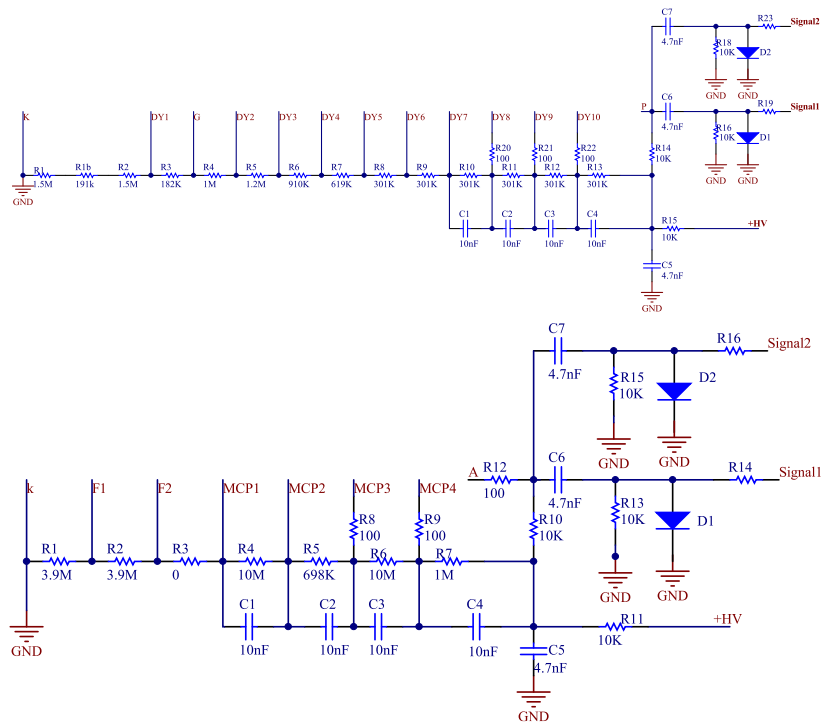 C7
R23
Signal2
4.7nF
R18
10K
D2
GND
GND
K
DY1
G
DY2
DY3
DY4
DY5
DY6
DY7
DY8
DY9
DY10
P
C6
R19
Signal1
4.7nF
R16
10K
D1
GND
GND
R20
100
R21
100
R22
100
R14
10K
R1
R1b
R2
R3
R4
R5
R6
R7
R8
R9
R10
R11
R12
R13
1.5M
191k
1.5M
182K
1M
1.2M
910K
619K
301K
301K
301K
301K
301K
301K
GND
C1
C2
C3
C4
R15
+HV
10nF
10nF
10nF
10nF
10K
C5
4.7nF
GND
C7
R16
Signal2
4.7nF
R15
10K
D2
GND
GND
k
F1
F2
MCP1
MCP2
MCP3
MCP4
A
R12
C6
R14
Signal1
100
4.7nF
R13
10K
D1
R8
100
R9
100
R10
10K
GND
GND
R1
R2
R3
R4
R5
R6
R7
3.9M
3.9M
0
10M
698K
10M
1M
C1
C2
C3
C4
R11
+HV
10nF
10nF
10nF
10nF
10K
GND
C5
4.7nF
GND